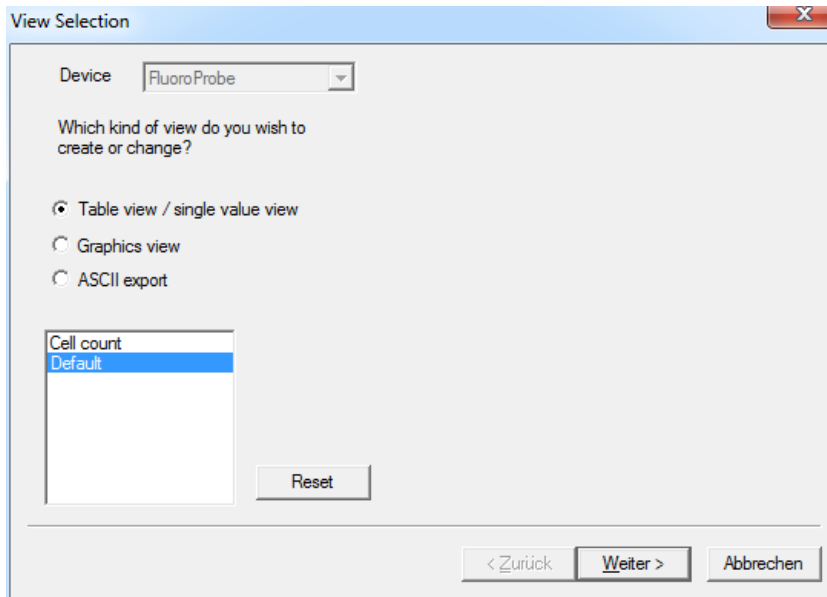 View Selection
Device FluoroProbe
Which kind of view do you wish to
create or change?
Table view / single value view
Graphics view
ASCII export
Cell count
Default
Reset
< Zurück Weiter > Abbrechen